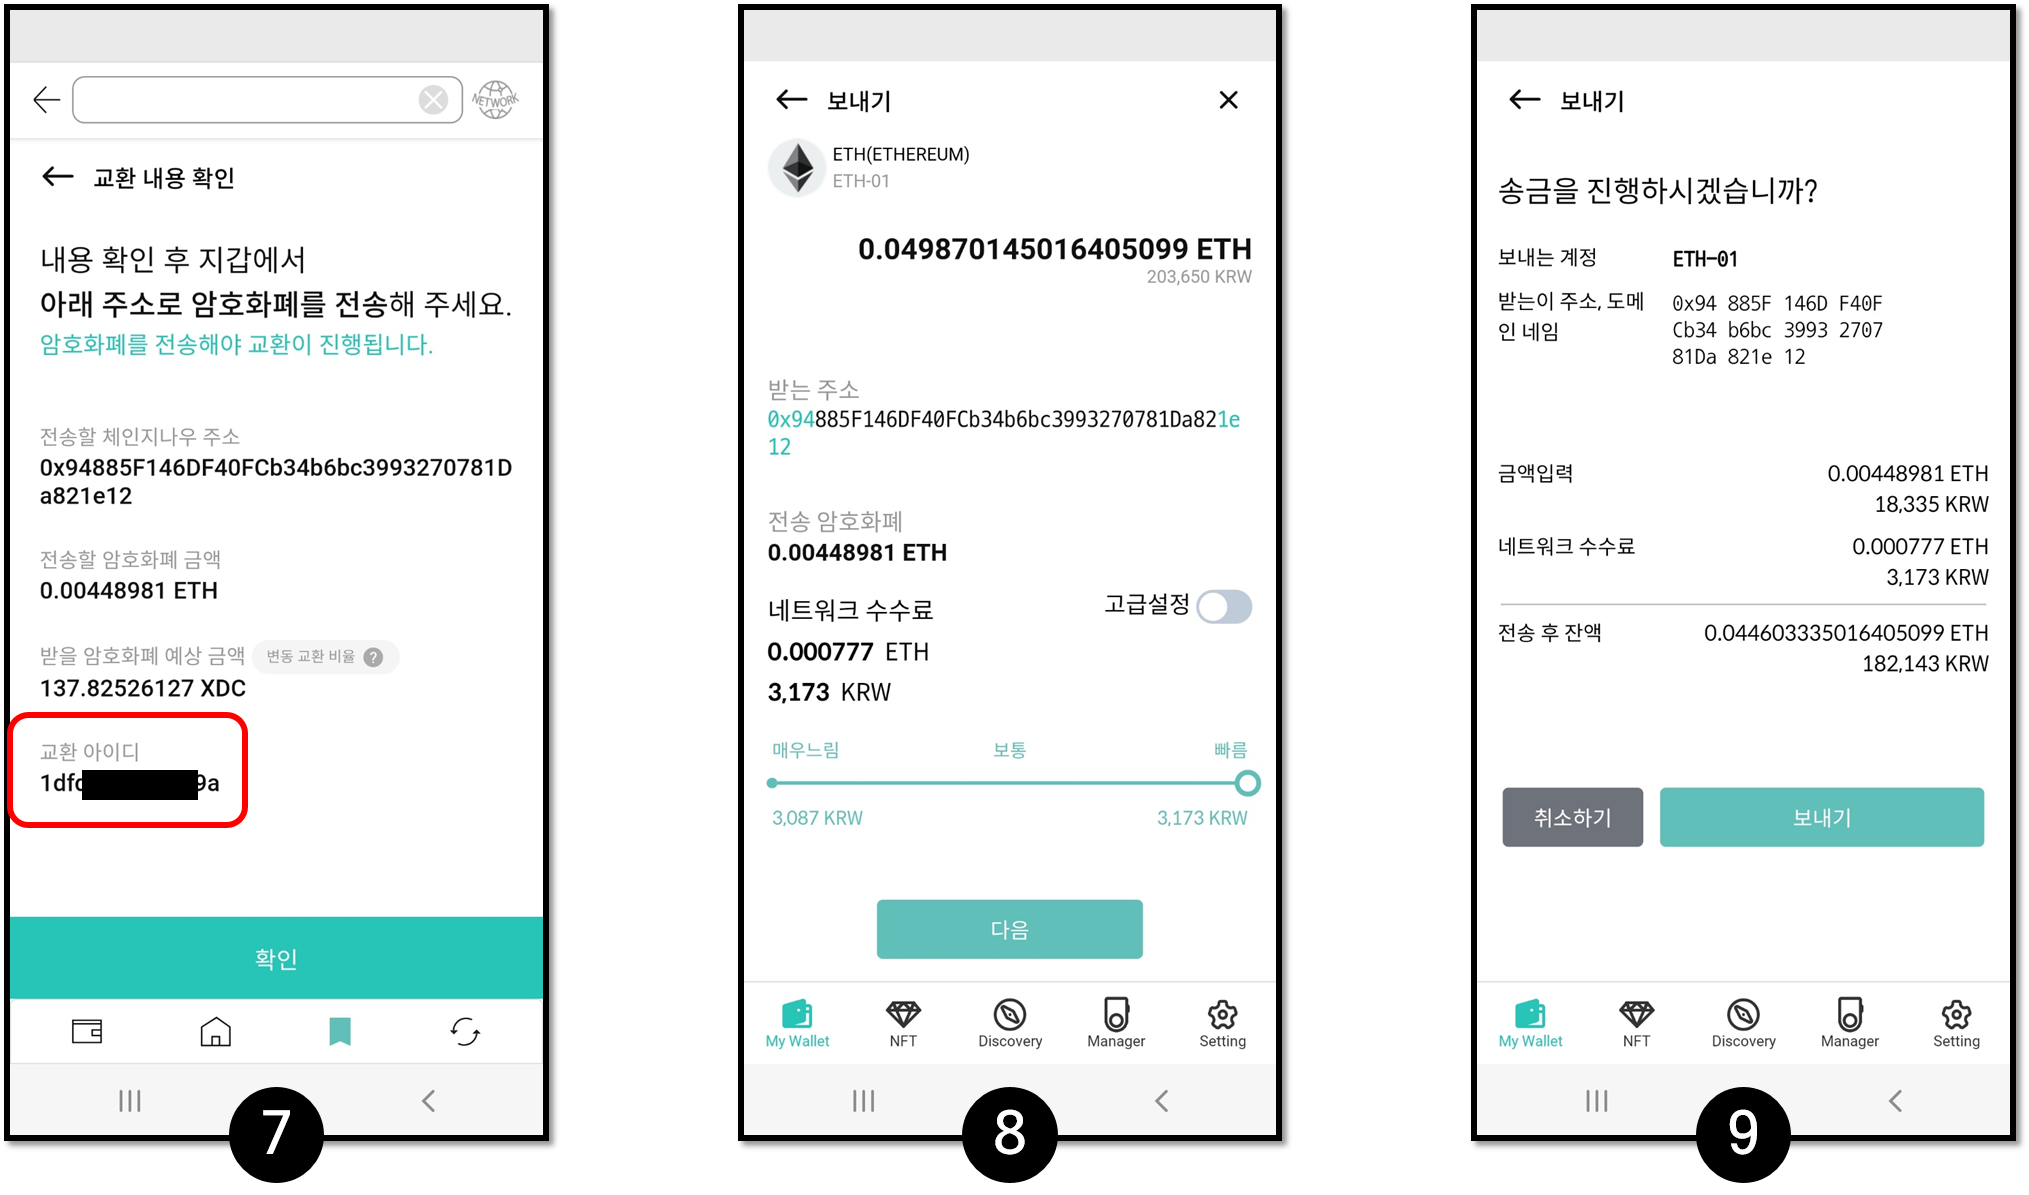 NETWORK
교환 내용 확인
내용 확인 후 지갑에서
아래 주소로 암호화폐를 전송해 주세요.
암호화폐를 전송해야 교환이 진행됩니다.
전송할 체인지나우 주소
0x94885F146DF40FCb34b6bc3993270781D
a821e12
전송할 암호화폐 금액
0.00448981 ETH
받을 암호화폐 예상 금액 변동 교환 비율 ?
137.82526127 XDC
교환 아이디
1dfc 9a
확인
7
보내기
ETH(ETHEREUM)
ETH-01
0.049870145016405099 ETH
203,650 KRW
받는 주소
0x94885F146DF40FCb34b6bc3993270781Da821e
12
전송 암호화폐
0.00448981 ETH
네트워크 수수료 고급설정
0.000777 ETH
3,173 KRW
매우느림 보통 빠름
3,087 KRW 3,173 KRW
다음
My Wallet NFT Discovery Manager Setting
8
보내기
송금을 진행하시겠습니까?
보내는 계정 ETH-01
받는이 주소, 도메 0x94 885F 146D F40F
인 네임 Cb34 b6bc 3993 2707
81Da 821e 12
금액입력 0.00448981 ETH
18,335 KRW
네트워크 수수료 0.000777 ETH
3,173 KRW
전송 후 잔액 0.044603335016405099 ETH
182,143 KRW
취소하기 보내기
My Wallet NFT Discovery Manager Setting
9